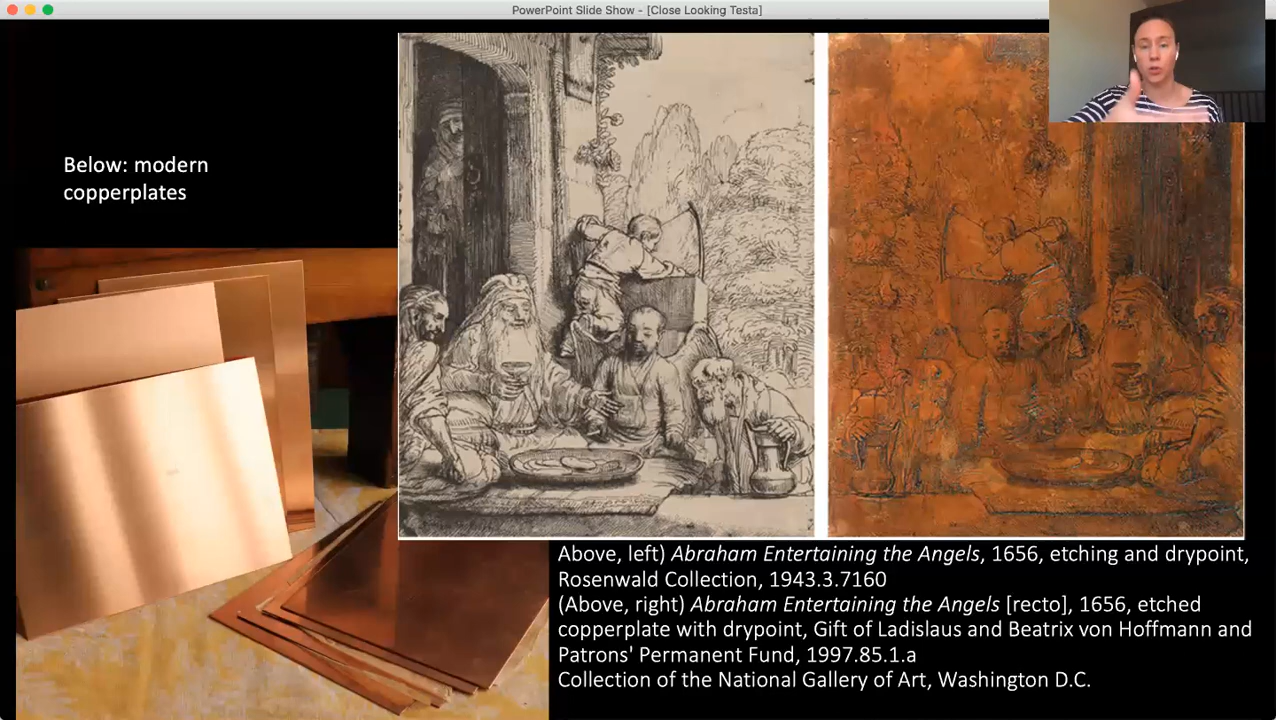 PowerPoint Slide Show - [Close Looking Testa]
Below: modern
copperplates
Above, left) Abraham Entertaining the Angels, 1656, etching and drypoint,
Rosenwald Collection, 1943.3.7160
(Above, right) Abraham Entertaining the Angels [recto], 1656, etched
copperplate with drypoint, Gift of Ladislaus and Beatrix von Hoffmann and
Patrons' Permanent Fund, 1997.85.1.a
Collection of the National Gallery of Art, Washington D.C.